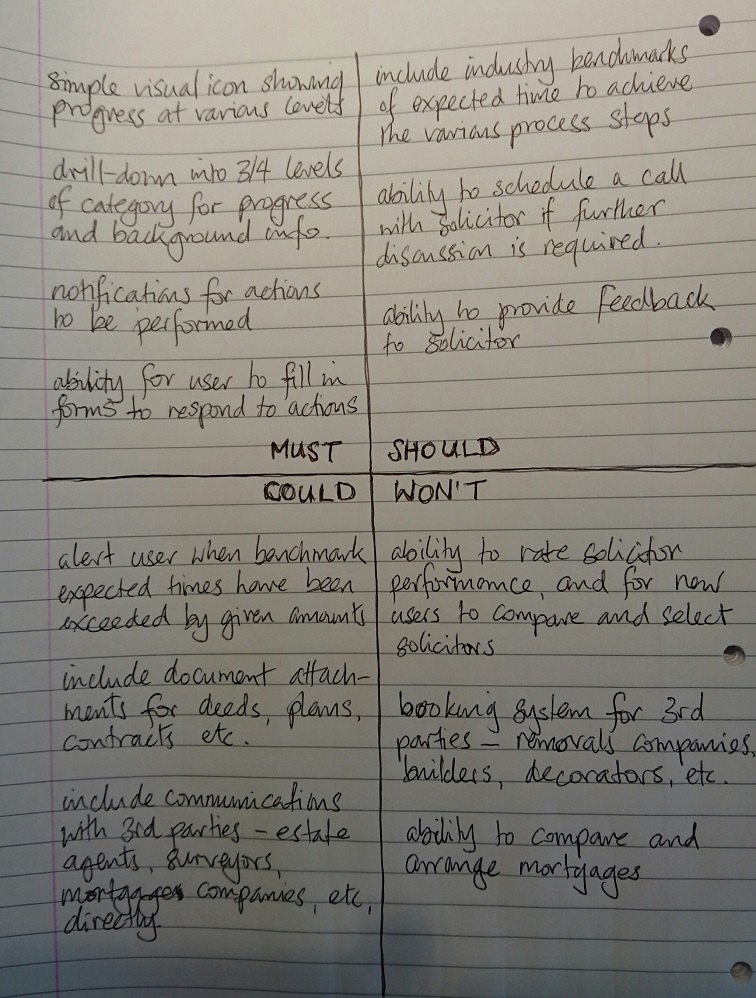 simple visual icon showing
progress at various levels
drill-down into 3/4 levels
of category for progress
and background info.
notifications for actions
to be performed
ability for user to fill in
forms to respond to actions
MUST
include industry benchmarks
of expected time to achieve
the various process steps
ability to schedule a call
with solicitor if further
discussion is required.
ability to provide feedback
to solicitor
SHOULD
COULD
alert user when benchmark
expected times have been
exceeded by given amounts
include document attach-
ments for deeds, plans,
contracts etc.
include communications
with 3rd parties - estate
agents, surveyors,
mortgages companies, etc,
directly.
WON'T
ability to rate solicitor
performance, and for new
users to compare and select
solicitors
booking system for 3rd
parties - removals companies,
builders, decorators, etc.
ability to compare and
arrange mortgages